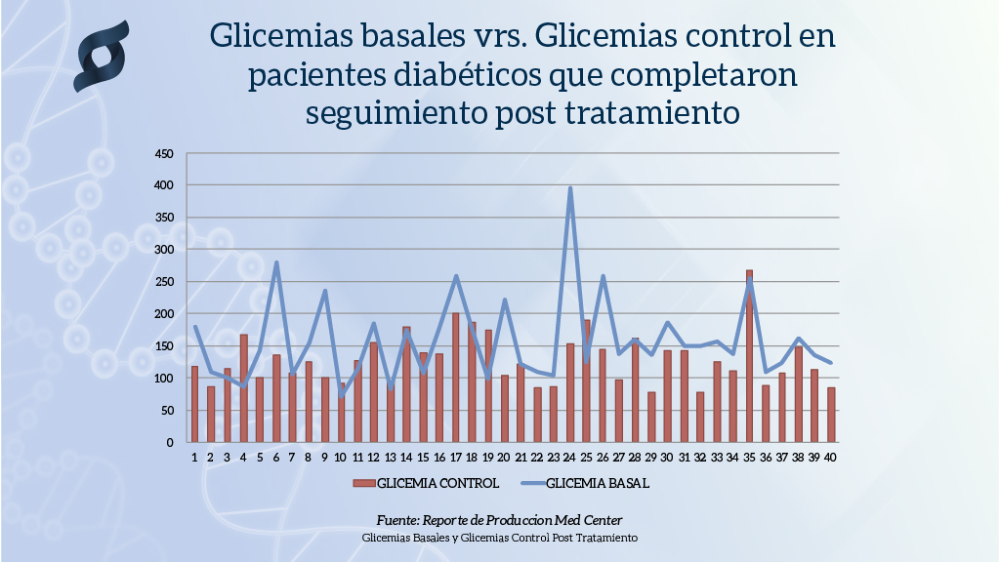 Glicemias basales vrs. Glicemias control en
pacientes diabéticos que completaron
seguimiento post tratamiento
450
400
350
300
250
200
150
100
50
0
1 2 3 4 5 6 7 8 9 10 11 12 13 14 15 16 17 18 19 20 21 22 23 24 25 26 27 28 29 30 31 32 33 34 35 36 37 38 39 40
GLICEMIA CONTROL GLICEMIA BASAL
Fuente: Reporte de Produccion Med Center
Glicemias Basales y Glicemias Control Post Tratamiento